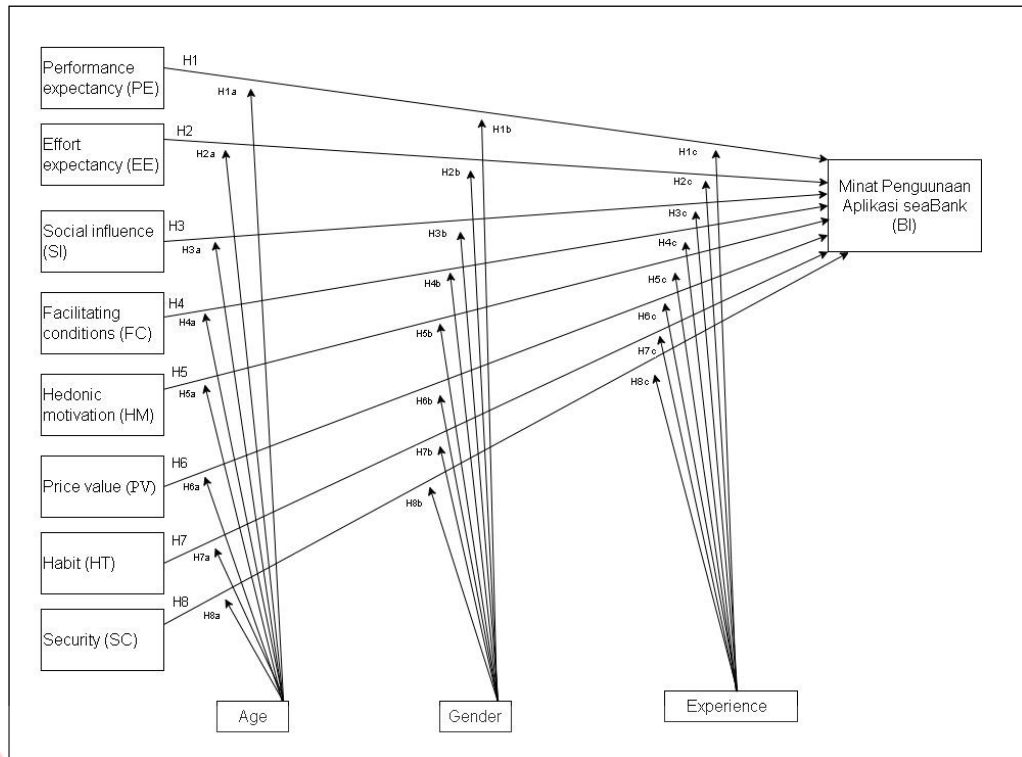 Performance
expectancy (PE)
H1
H1a
H1b
H1c
Effort
expectancy (EE)
H2
H2a
H2b
H2c
Social influence
(SI)
H3
H3a
H3b
H3c
Facilitating
conditions (FC)
H4
H4a
H4b
H4c
Hedonic
motivation (HM)
H5
H5a
H5b
H5c
Price value (PV)
H6
H6a
H6b
H6c
Habit (HT)
H7
H7a
H7b
H7c
Security (SC)
H8
H8a
H8b
H8c
Minat Penguunaan
Aplikasi seaBank
(BI)
Age
Gender
Experience